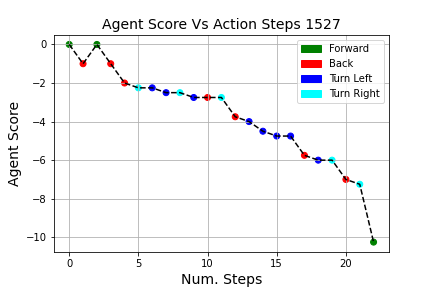 Agent Score Vs Action Steps 1527
Forward
Back
Turn Left
Turn Right
Agent Score
0
−2
−4
−6
−8
−10
0 5 10 15 20
Num. Steps